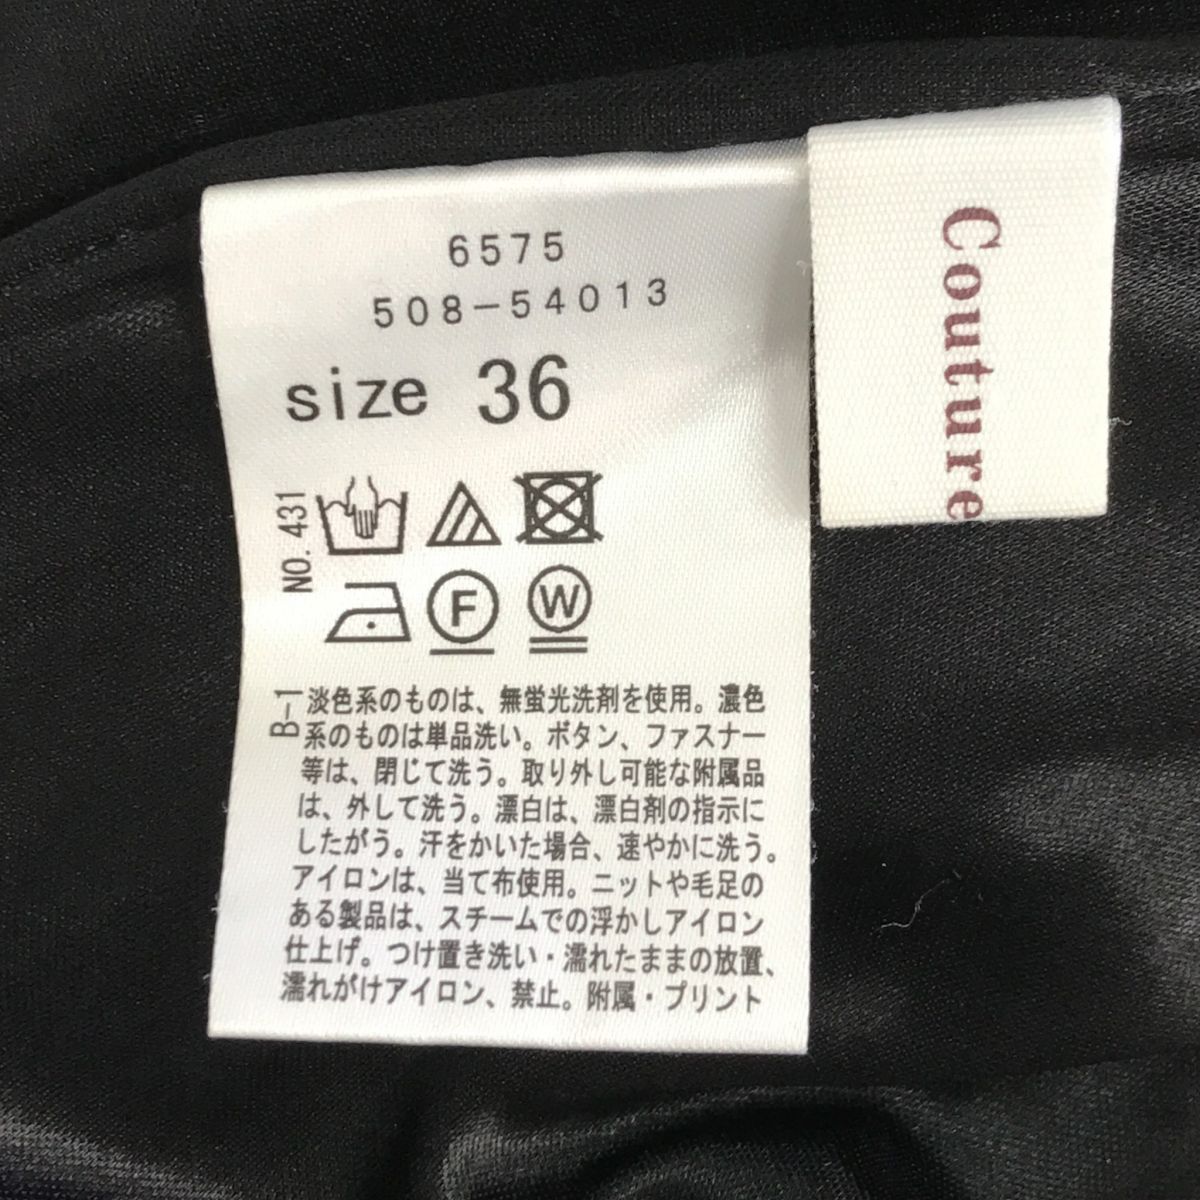 6575
508-54013
size 36
NO. 431
F
W
B-1
淡色系のものは、無蛍光洗剤を使用。濃色
系のものは単品洗い。ボタン、ファスナー
等は、閉じて洗う。取り外し可能な附属品
は、外して洗う。漂白は、漂白剤の指示に
したがう。汗をかいた場合、速やかに洗う。
アイロンは、当て布使用。ニットや毛足の
ある製品は、スチームでの浮かしアイロン
仕上げ。つけ置き洗い・濡れたままの放置、
濡れがけアイロン、禁止。附属・プリント
Couture